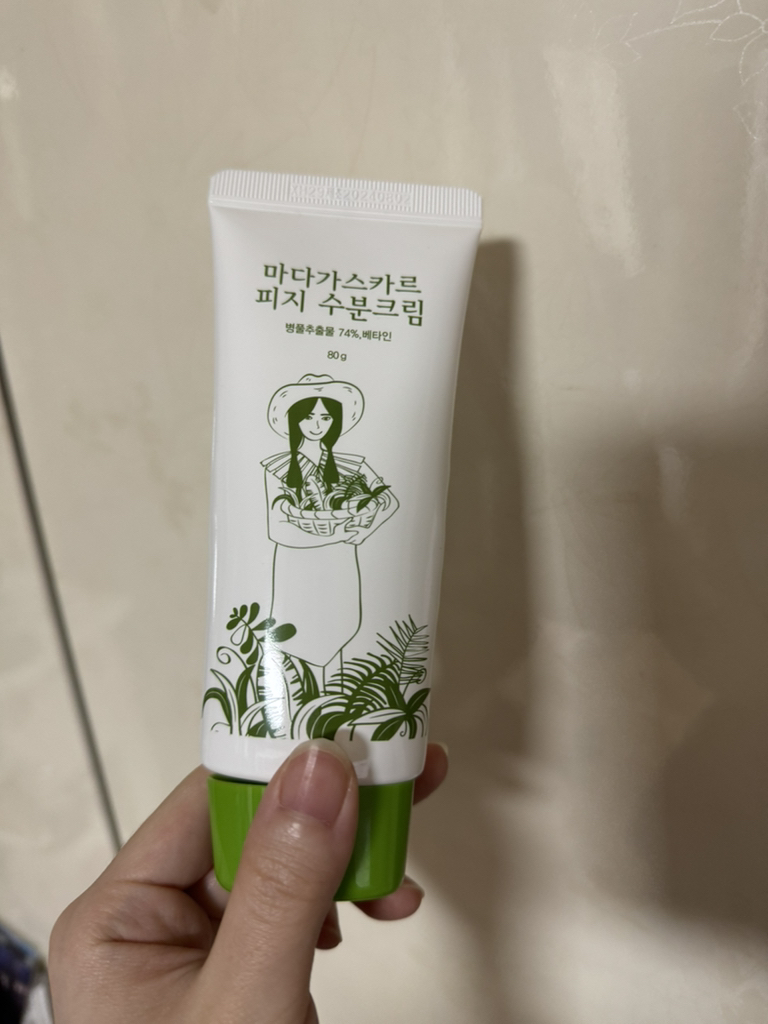 마다가스카르
피지 수분크림
병풀추출물 74%,베타인
80g